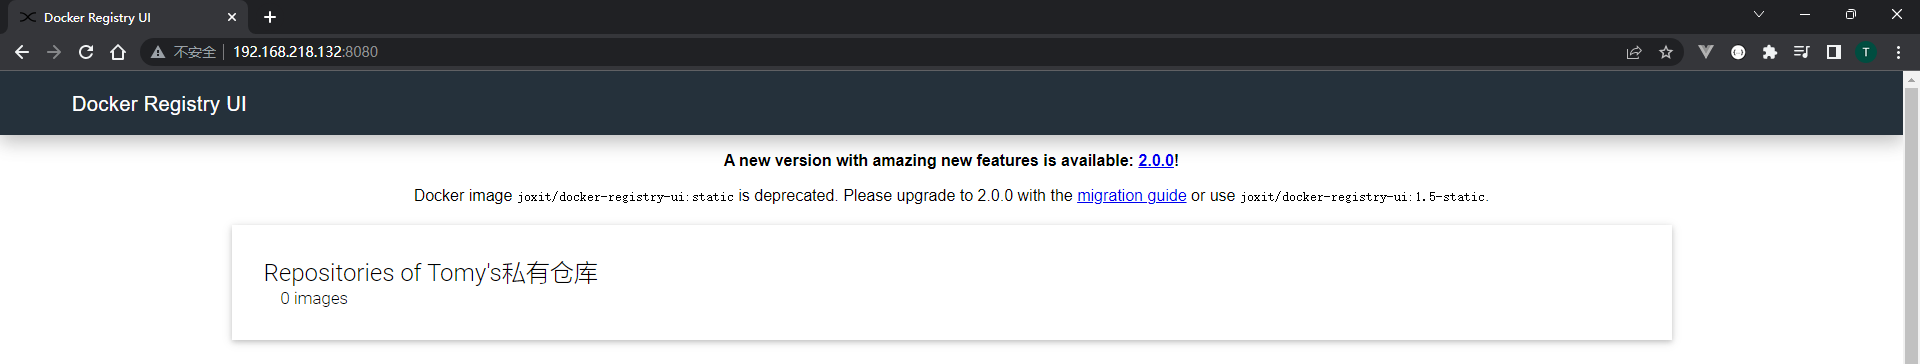 Docker Registry UI
不安全 192.168.218.132:8080
T
Docker Registry UI
A new version with amazing new features is available: 2.0.0!
Docker image joxit/docker-registry-ui:static is deprecated. Please upgrade to 2.0.0 with the migration guide or use joxit/docker-registry-ui:1.5-static.
Repositories of Tomy's私有仓库
0 images